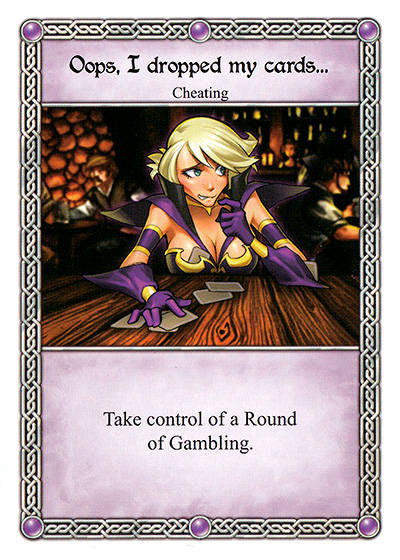 Oops, I dropped my cards...
Cheating
Take control of a Round
of Gambling.